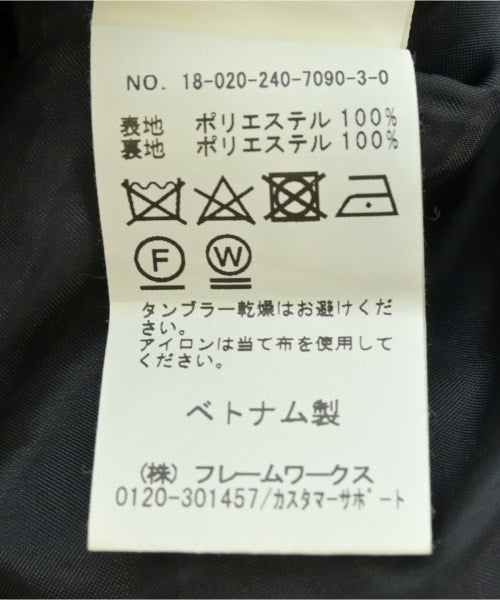 NO. 18-020-240-7090-3-0
表地 ポリエステル 100%
裏地 ポリエステル 100%
F W
タンブラー乾燥はお避けくだ
さい。
アイロンは当て布を使用して
ください。
ベトナム製
(株) フレームワークス
0120-301457/カスタマーサポート